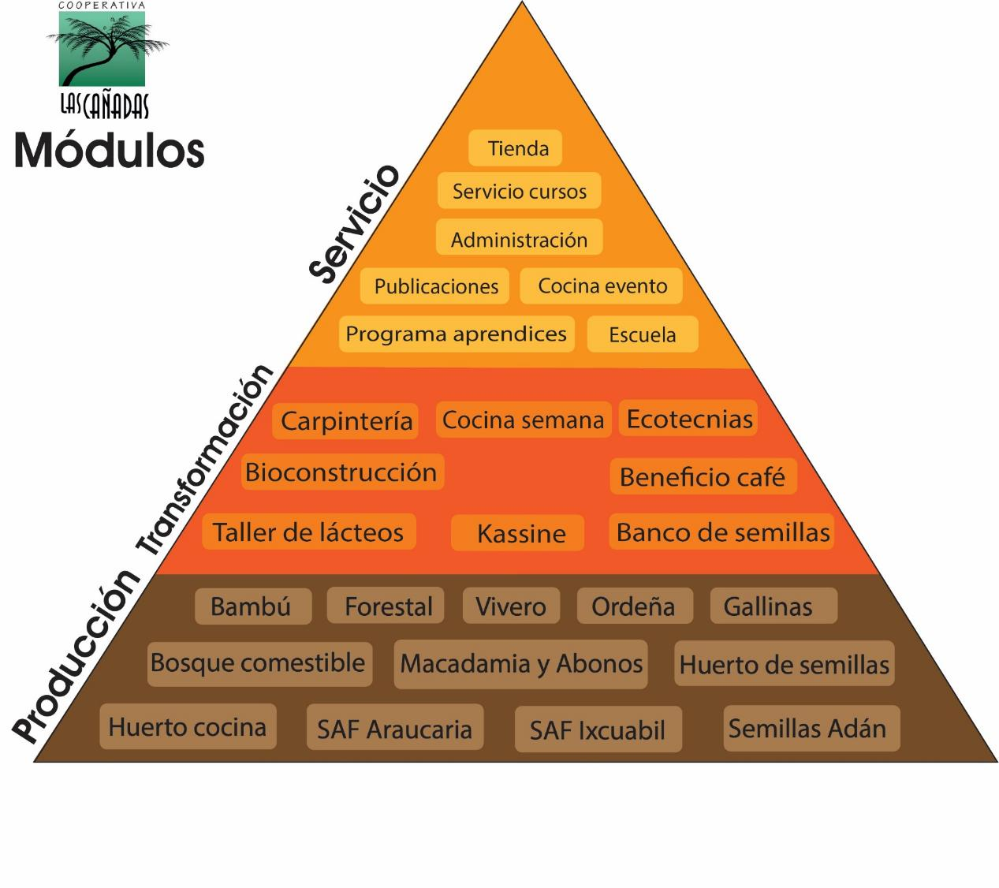 COOPERATIVA
LAS CAÑADAS
Módulos
Servicio
Tienda
Servicio cursos
Administración
Publicaciones Cocina evento
Programa aprendices Escuela
Transformación
Carpintería Cocina semana Ecotecnias
Bioconstrucción Beneficio café
Taller de lácteos Kassine Banco de semillas
Producción
Bambú Forestal Vivero Ordeña Gallinas
Bosque comestible Macadamia y Abonos Huerto de semillas
Huerto cocina SAF Araucaria SAF Ixcuabil Semillas Adán